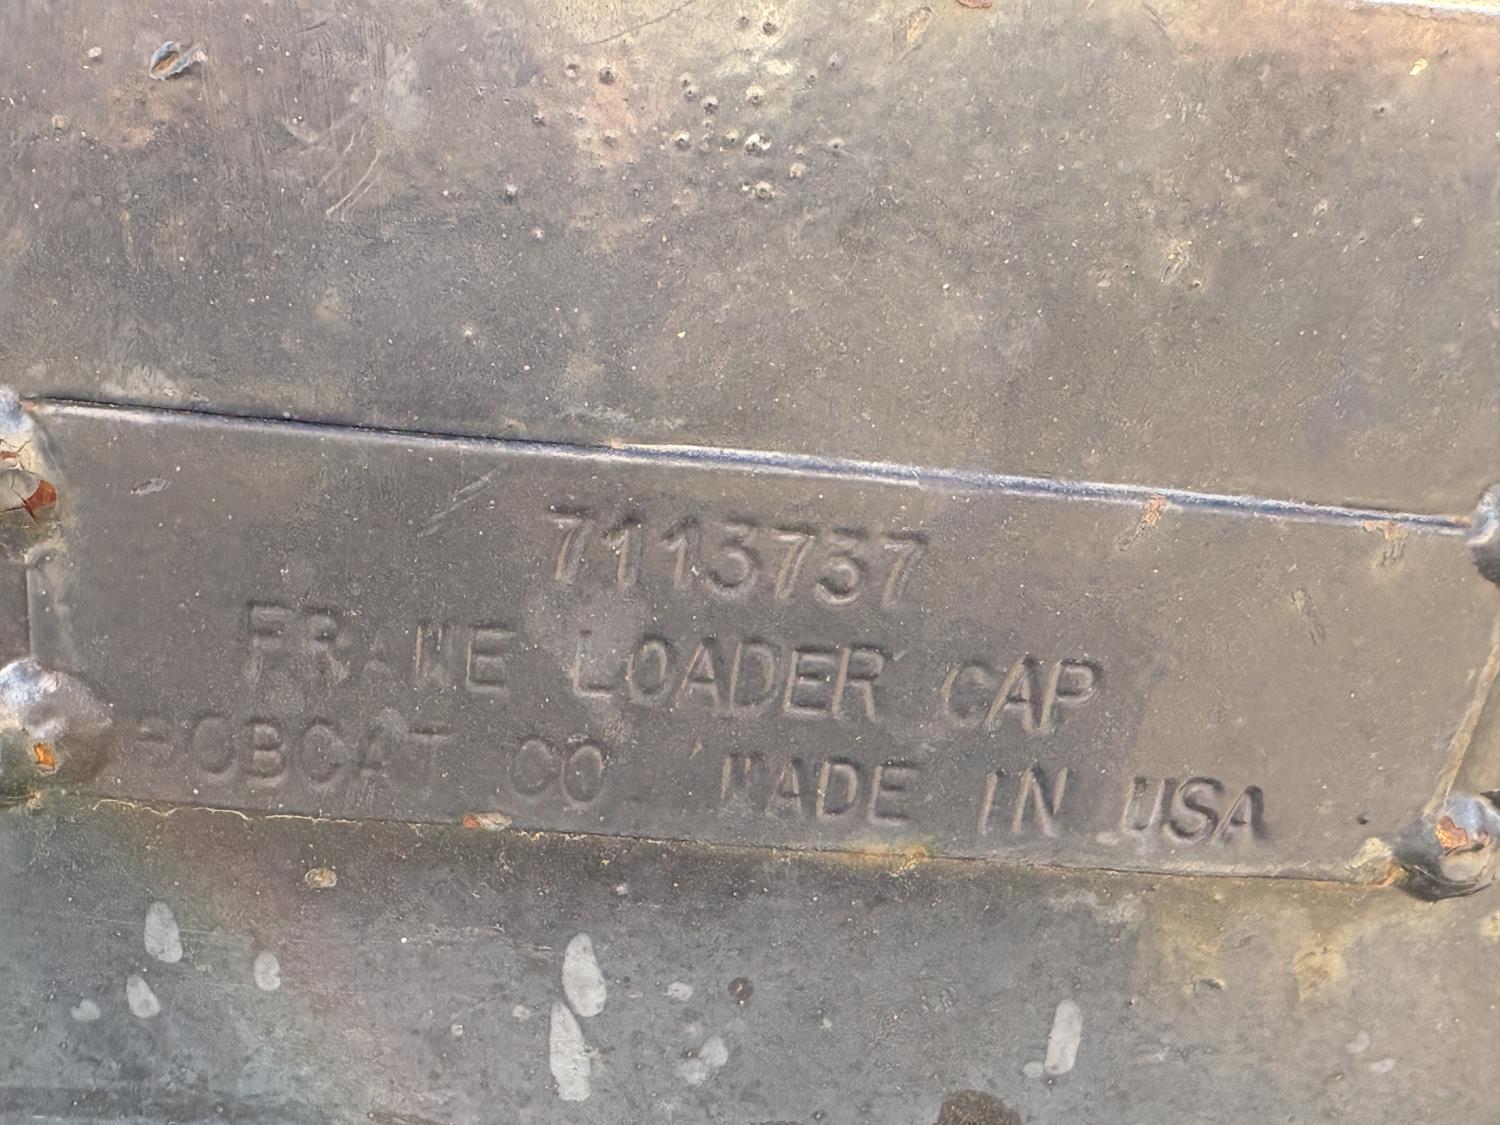 7113737
FRAME LOADER CAP
BOBCAT CO. MADE IN USA